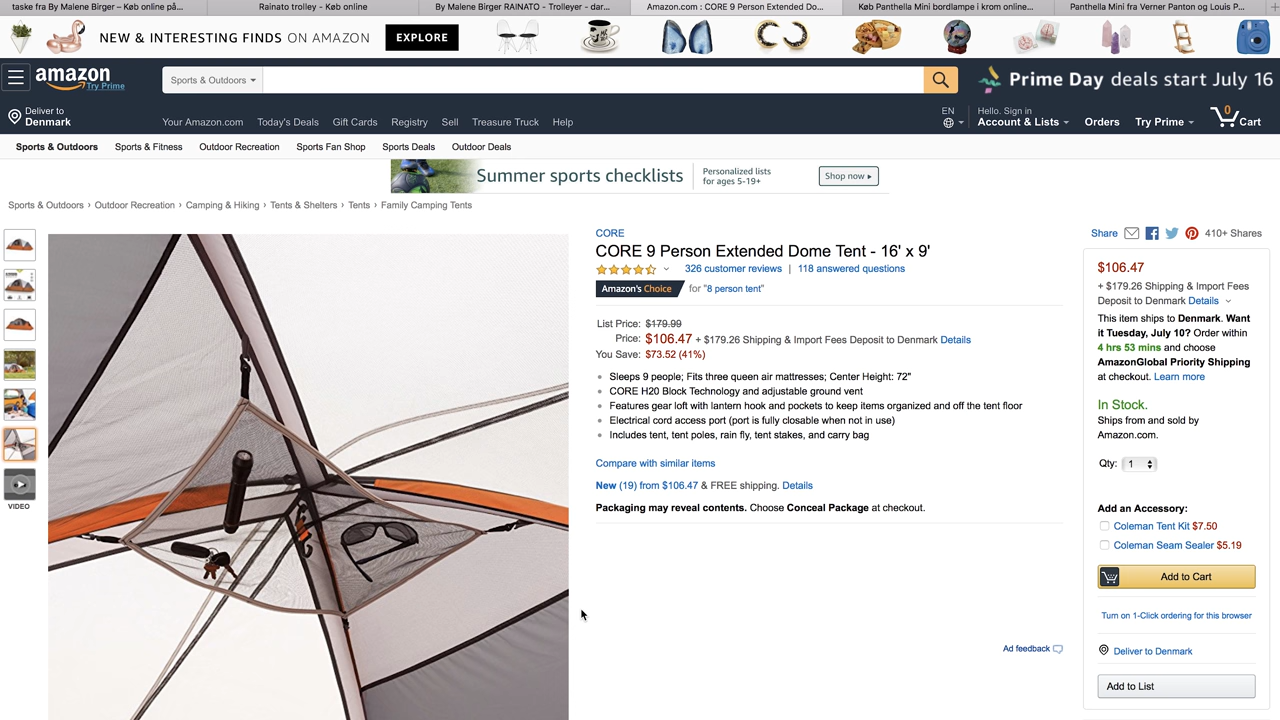 taske fra By Malene Birger – Køb online på...
Rainato trolley - Køb online
By Malene Birger RAINATO - Trolleyer - dar...
Amazon.com : CORE 9 Person Extended Do...
Køb Panthella Mini bordlampe i krom online...
Panthella Mini fra Verner Panton og Louis P...
NEW & INTERESTING FINDS ON AMAZON
EXPLORE
amazon
Try Prime
Sports & Outdoors
Prime Day deals start July 16
Deliver to
Denmark
Your Amazon.com
Today's Deals
Gift Cards
Registry
Sell
Treasure Truck
Help
EN
Hello. Sign in
Account & Lists
Orders
Try Prime
0
Cart
Sports & Outdoors
Sports & Fitness
Outdoor Recreation
Sports Fan Shop
Sports Deals
Outdoor Deals
Summer sports checklists
Personalized lists
for ages 5-19+
Shop now
Sports & Outdoors › Outdoor Recreation › Camping & Hiking › Tents & Shelters › Tents › Family Camping Tents
VIDEO
CORE
CORE 9 Person Extended Dome Tent - 16' x 9'
326 customer reviews | 118 answered questions
Amazon's Choice for "8 person tent"
List Price: $179.99
Price: $106.47 + $179.26 Shipping & Import Fees Deposit to Denmark Details
You Save: $73.52 (41%)
Sleeps 9 people; Fits three queen air mattresses; Center Height: 72"
CORE H20 Block Technology and adjustable ground vent
Features gear loft with lantern hook and pockets to keep items organized and off the tent floor
Electrical cord access port (port is fully closable when not in use)
Includes tent, tent poles, rain fly, tent stakes, and carry bag
Compare with similar items
New (19) from $106.47 & FREE shipping. Details
Packaging may reveal contents. Choose Conceal Package at checkout.
Ad feedback
Share
410+ Shares
$106.47
+ $179.26 Shipping & Import Fees
Deposit to Denmark Details
This item ships to Denmark. Want
it Tuesday, July 10? Order within
4 hrs 53 mins and choose
AmazonGlobal Priority Shipping
at checkout. Learn more
In Stock.
Ships from and sold by
Amazon.com.
Qty: 1
Add an Accessory:
Coleman Tent Kit $7.50
Coleman Seam Sealer $5.19
Add to Cart
Turn on 1-Click ordering for this browser
Deliver to Denmark
Add to List